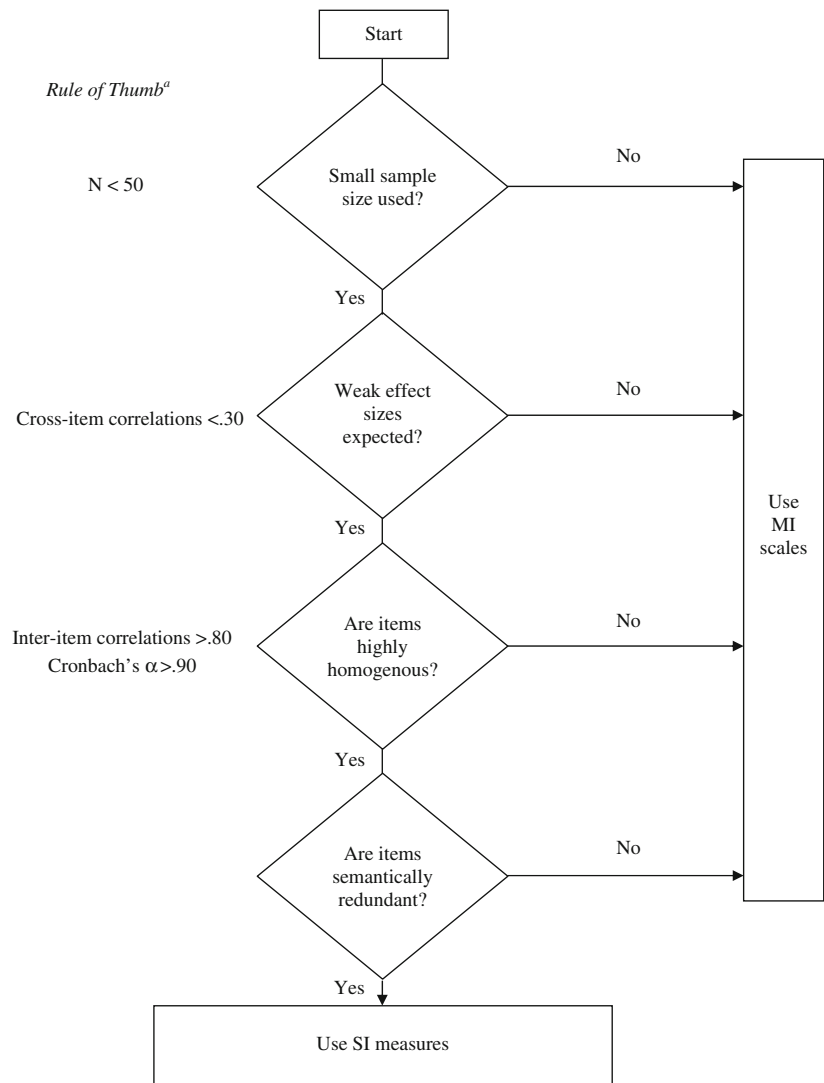 Start
Rule of Thumbᵃ
N < 50
Small sample
size used?
No
Yes
Cross-item correlations <.30
Weak effect
sizes
expected?
No
Yes
Use
MI
scales
Inter-item correlations >.80
Cronbach's α >.90
Are items
highly
homogenous?
No
Yes
Are items
semantically
redundant?
No
Yes
Use SI measures